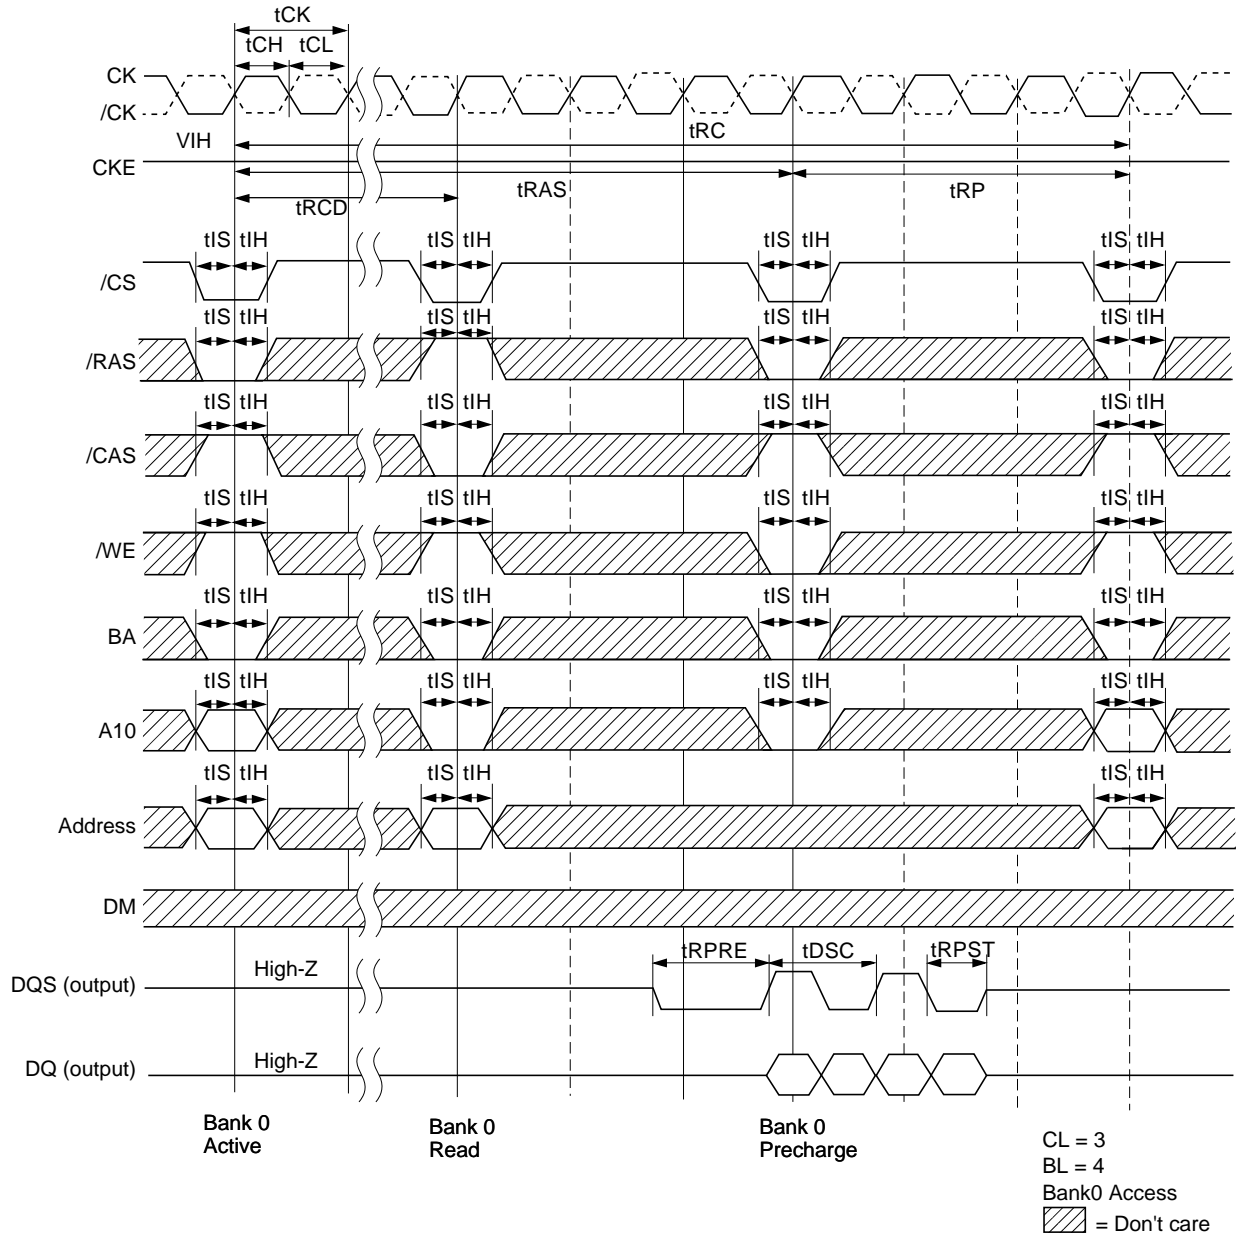 tCK
tCH tCL
CK
/CK
VIH
tRC
CKE
tRAS
tRP
tRCD
tIS tIH tIS tIH tIS tIH tIS tIH
/CS
tIS tIH tIS tIH tIS tIH tIS tIH
/RAS
tIS tIH tIS tIH tIS tIH tIS tIH
/CAS
tIS tIH tIS tIH tIS tIH tIS tIH
/WE
tIS tIH tIS tIH tIS tIH tIS tIH
BA
tIS tIH tIS tIH tIS tIH tIS tIH
A10
tIS tIH tIS tIH tIS tIH
Address
DM
tRPRE tDSC tRPST
High-Z
DQS (output)
High-Z
DQ (output)
Bank 0
Active
Bank 0
Read
Bank 0
Precharge
CL = 3
BL = 4
Bank0 Access
= Don't care